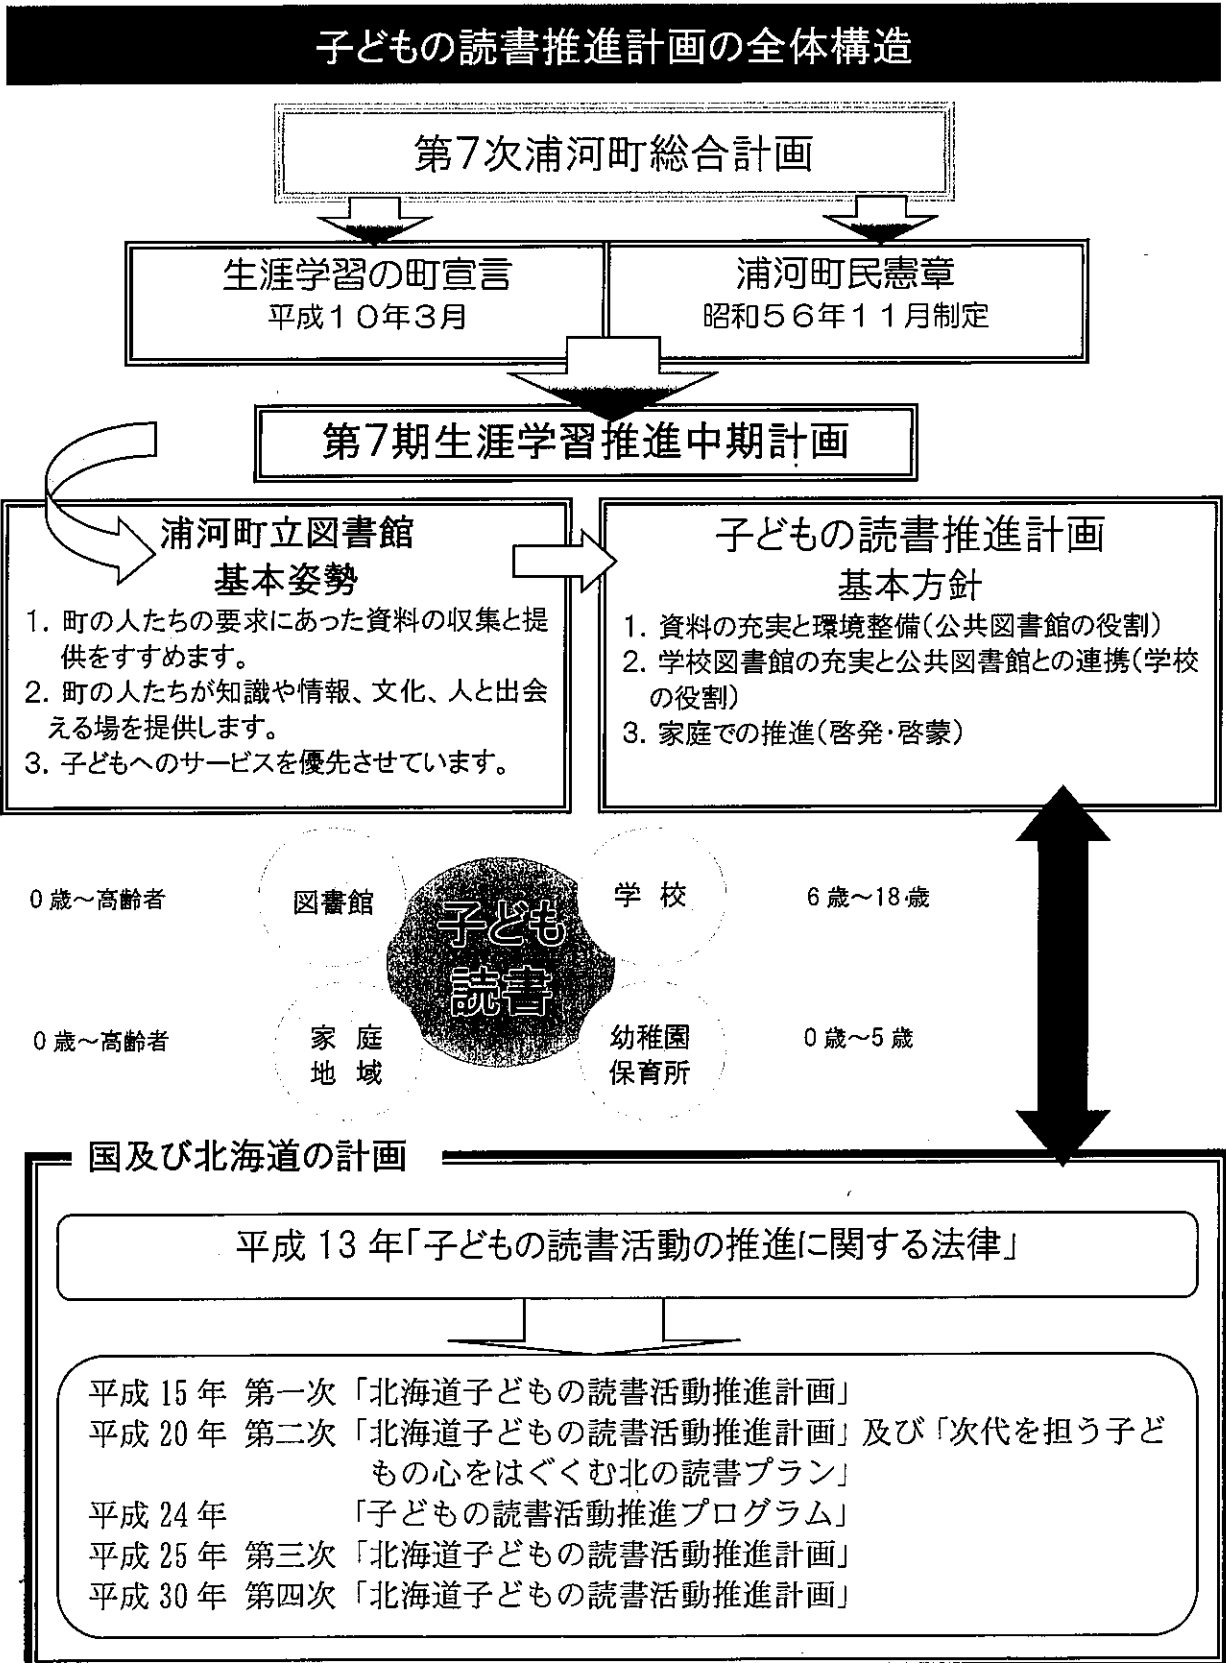 子どもの読書推進計画の全体構造
第7次浦河町総合計画
生涯学習の町宣言
平成10年3月
浦河町民憲章
昭和56年11月制定
第7期生涯学習推進中期計画
浦河町立図書館
基本姿勢
1. 町の人たちの要求にあった資料の収集と提
供をすすめます。
2. 町の人たちが知識や情報、文化、人と出会
える場を提供します。
3. 子どもへのサービスを優先させています。
子どもの読書推進計画
基本方針
1. 資料の充実と環境整備(公共図書館の役割)
2. 学校図書館の充実と公共図書館との連携(学校
の役割)
3. 家庭での推進(啓発・啓蒙)
0歳～高齢者
図書館
子ども
読書
学 校
6歳～18歳
0歳～高齢者
家 庭
地 域
幼稚園
保育所
0歳～5歳
国及び北海道の計画
平成13年「子どもの読書活動の推進に関する法律」
平成15年 第一次「北海道子どもの読書活動推進計画」
平成20年 第二次「北海道子どもの読書活動推進計画」及び「次代を担う子ど
もの心をはぐくむ北の読書プラン」
平成24年 「子どもの読書活動推進プログラム」
平成25年 第三次「北海道子どもの読書活動推進計画」
平成30年 第四次「北海道子どもの読書活動推進計画」